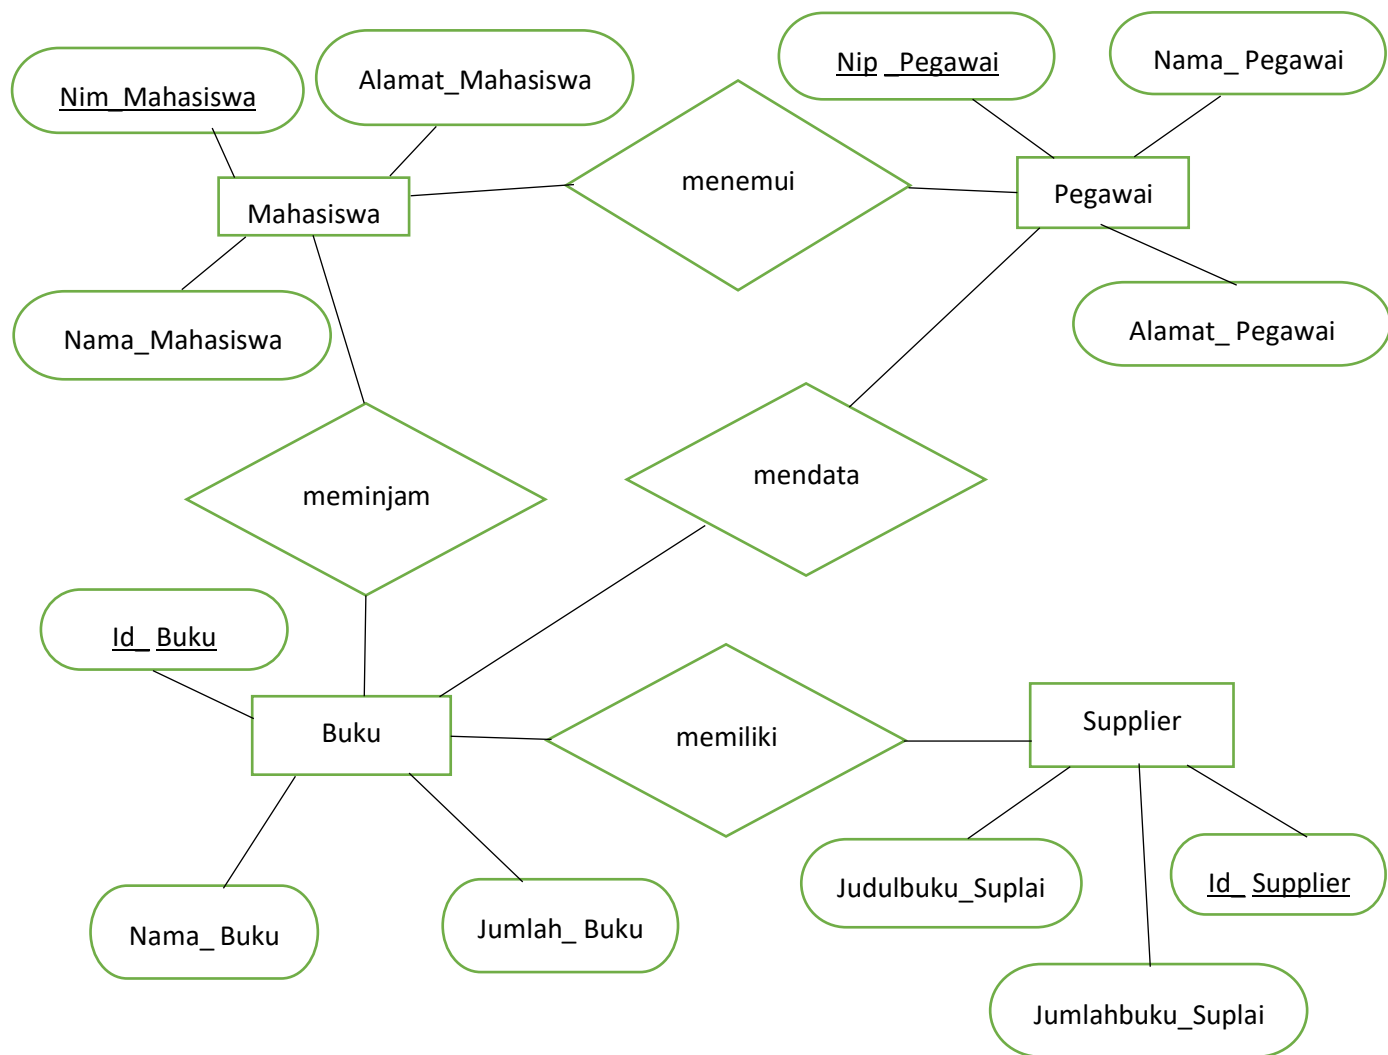 Nim_Mahasiswa
Alamat_Mahasiswa
Nip _Pegawai
Nama_ Pegawai
menemui
Mahasiswa
Pegawai
Nama_Mahasiswa
Alamat_ Pegawai
meminjam
mendata
Id_ Buku
Buku
memiliki
Supplier
Judulbuku_Suplai
Id_ Supplier
Nama_ Buku
Jumlah_ Buku
Jumlahbuku_Suplai